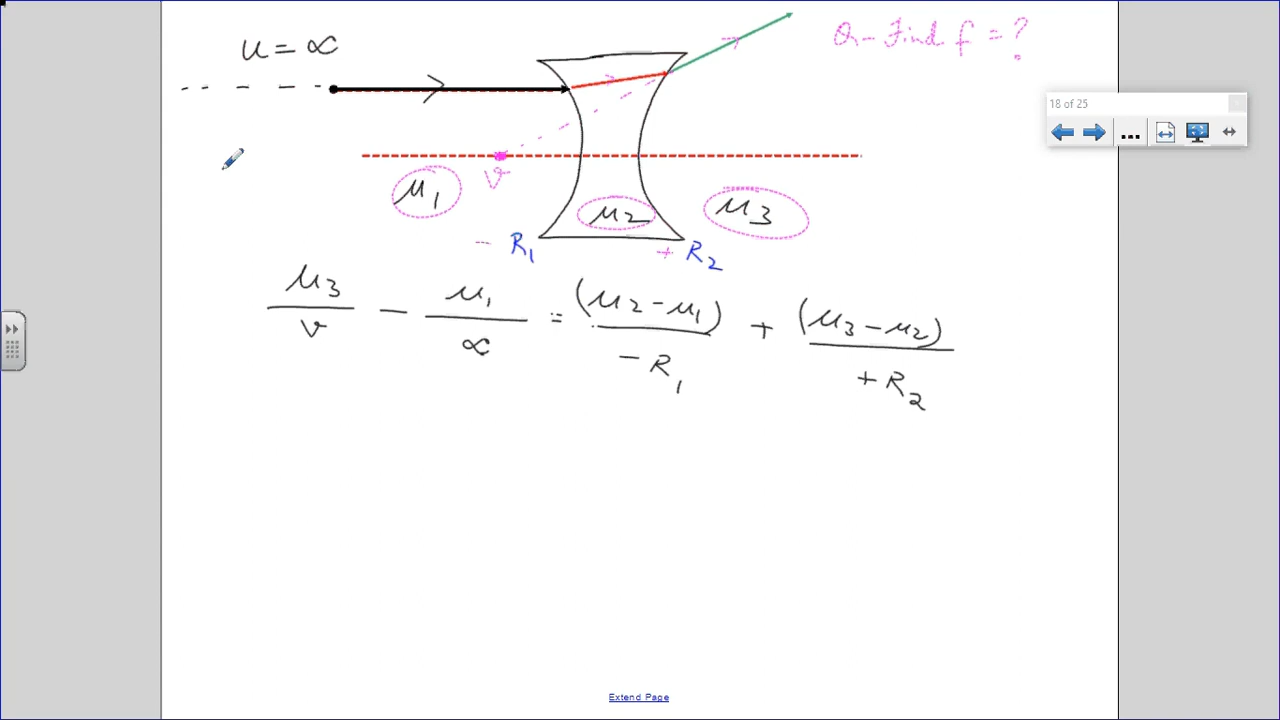 u = ∝
Q- Find f = ?
18 of 25
v
μ1
μ2
μ3
- R1
+ R2
μ3/v - μ1/∝ = (μ2 - μ1)/-R1 + (μ3 - μ2)/+R2
Extend Page